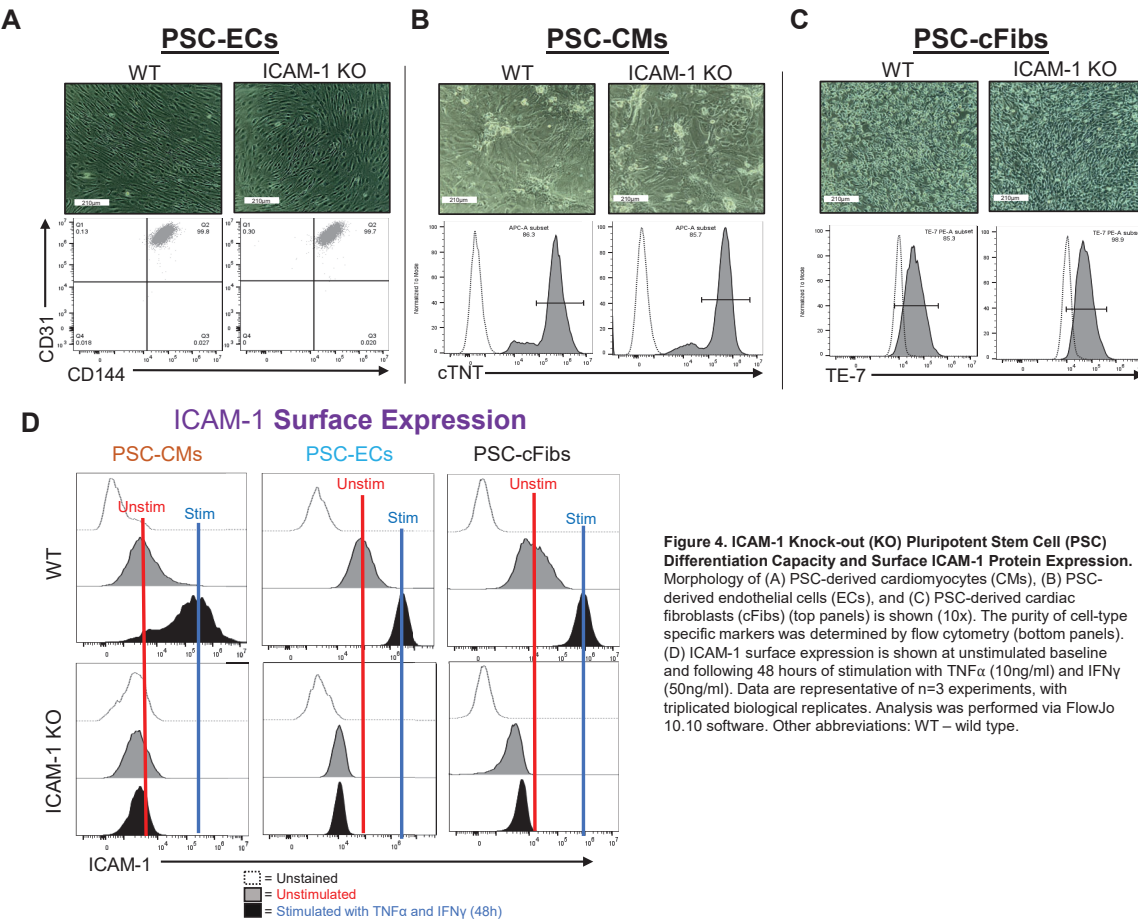 A
PSC-ECs
WT
ICAM-1 KO
210µm
210µm
Q1
0.13
Q2
99.8
Q4
0.018
Q3
0.027
Q1
0.30
Q2
99.7
Q4
0
Q3
0.020
CD31
CD144
B
PSC-CMs
WT
ICAM-1 KO
210µm
210µm
APC-A subset
86.3
APC-A subset
85.7
Normalized To Mode
cTNT
C
PSC-cFibs
WT
ICAM-1 KO
210µm
210µm
TE-7 PE-A subset
85.3
TE-7 PE-A subse
98.9
Normalized To Mode
TE-7
D
ICAM-1 Surface Expression
PSC-CMs
PSC-ECs
PSC-cFibs
Unstim
Stim
Unstim
Stim
Unstim
Stim
WT
ICAM-1 KO
ICAM-1
= Unstained
= Unstimulated
= Stimulated with TNFα and IFNγ (48h)
Figure 4. ICAM-1 Knock-out (KO) Pluripotent Stem Cell (PSC)
Differentiation Capacity and Surface ICAM-1 Protein Expression.
Morphology of (A) PSC-derived cardiomyocytes (CMs), (B) PSC-
derived endothelial cells (ECs), and (C) PSC-derived cardiac
fibroblasts (cFibs) (top panels) is shown (10x). The purity of cell-type
specific markers was determined by flow cytometry (bottom panels).
(D) ICAM-1 surface expression is shown at unstimulated baseline
and following 48 hours of stimulation with TNFα (10ng/ml) and IFNγ
(50ng/ml). Data are representative of n=3 experiments, with
triplicated biological replicates. Analysis was performed via FlowJo
10.10 software. Other abbreviations: WT – wild type.